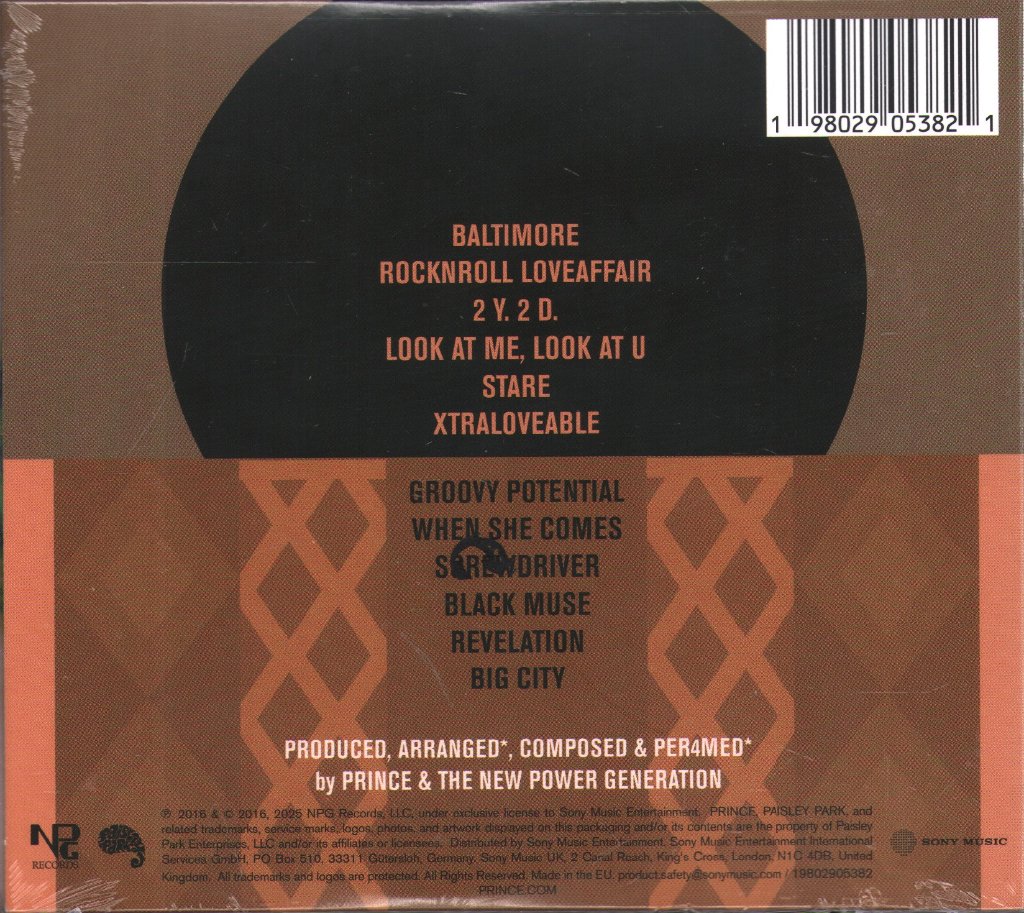 1 98029 05382 1
BALTIMORE
ROCKNROLL LOVEAFFAIR
2 Y. 2 D.
LOOK AT ME, LOOK AT U
STARE
XTRALOVEABLE
GROOVY POTENTIAL
WHEN SHE COMES
SCREWDRIVER
BLACK MUSE
REVELATION
BIG CITY
PRODUCED, ARRANGED*, COMPOSED & PER4MED*
by PRINCE & THE NEW POWER GENERATION
℗ 2016 & © 2016, 2025 NPG Records, LLC, under exclusive license to Sony Music Entertainment. PRINCE, PAISLEY PARK, and
related trademarks, service marks, logos, photos, and artwork displayed on this packaging and/or its contents are the property of Paisley
Park Enterprises, LLC and/or its affiliates or licensees. Distributed by Sony Music Entertainment. Sony Music Entertainment International
Services GmbH, PO Box 510, 33311 Gütersloh, Germany. Sony Music UK, 2 Canal Reach, King's Cross, London, N1C 4DB, United
Kingdom. All trademarks and logos are protected. All Rights Reserved. Made in the EU. product.safety@sonymusic.com / 19802905382
PRINCE.COM
NPG
RECORDS
SONY MUSIC